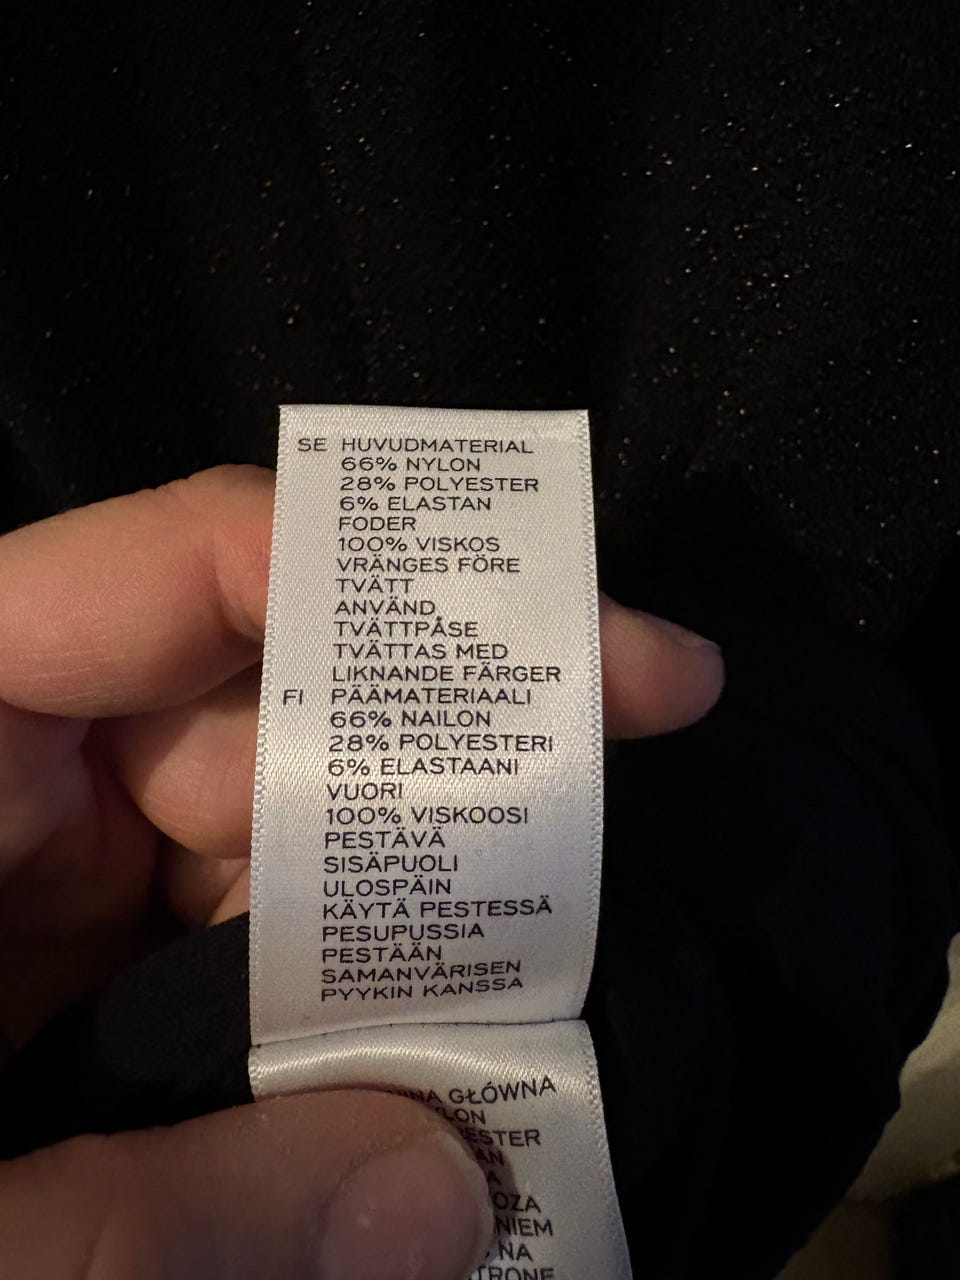 SE HUVUDMATERIAL
66% NYLON
28% POLYESTER
6% ELASTAN
FODER
100% VISKOS
VRÄNGES FÖRE
TVÄTT
ANVÄND
TVÄTTPÅSE
TVÄTTAS MED
LIKNANDE FÄRGER
FI PÄÄMATERIAALI
66% NAILON
28% POLYESTERI
6% ELASTAANI
VUORI
100% VISKOOSI
PESTÄVÄ
SISÄPUOLI
ULOSPÄIN
KÄYTÄ PESTESSÄ
PESUPUSSIA
PESTÄÄN
SAMANVÄRISEN
PYYKIN KANSSA
GŁÓWNA
NA